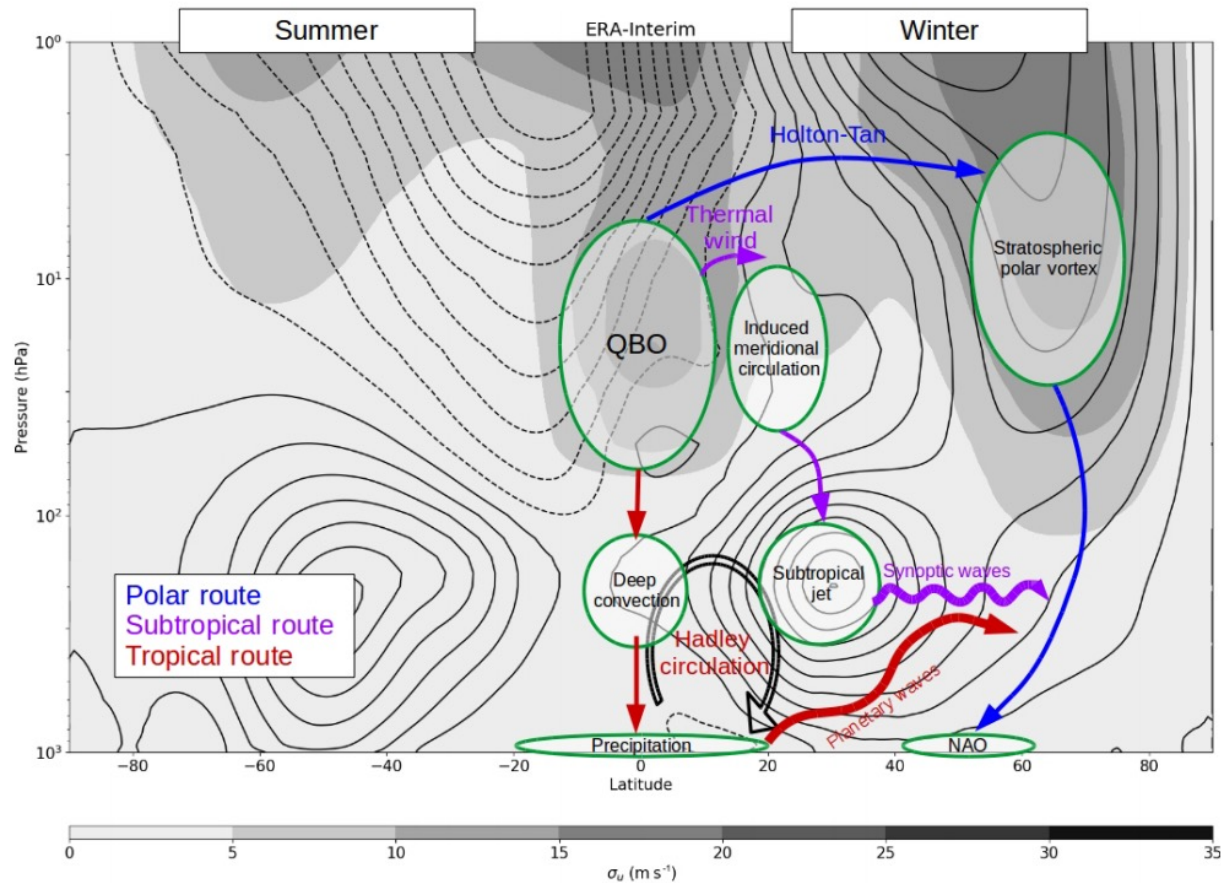 Summer
ERA-Interim
Winter
10⁰
Holton-Tan
Thermal
wind
Stratospheric
polar vortex
10¹
QBO
Induced
meridional
circulation
Pressure (hPa)
10²
Deep
convection
Subtropical
jet
Synoptic waves
Polar route
Subtropical route
Tropical route
Hadley
circulation
Planetary waves
Precipitation
NAO
10³
−80 −60 −40 −20 0 20 40 60 80
Latitude
0 5 10 15 17 20 25 30 35
σᵤ (m s⁻¹)